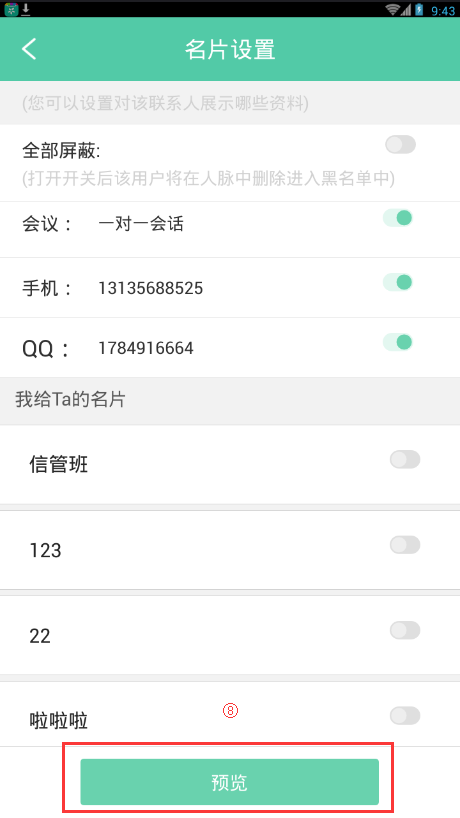 9:43
名片设置
(您可以设置对该联系人展示哪些资料)
全部屏蔽:
(打开开关后该用户将在人脉中删除进入黑名单中)
会议： 一对一会话
手机： 13135688525
QQ： 1784916664
我给Ta的名片
信管班
123
22
啦啦啦
⑧
预览